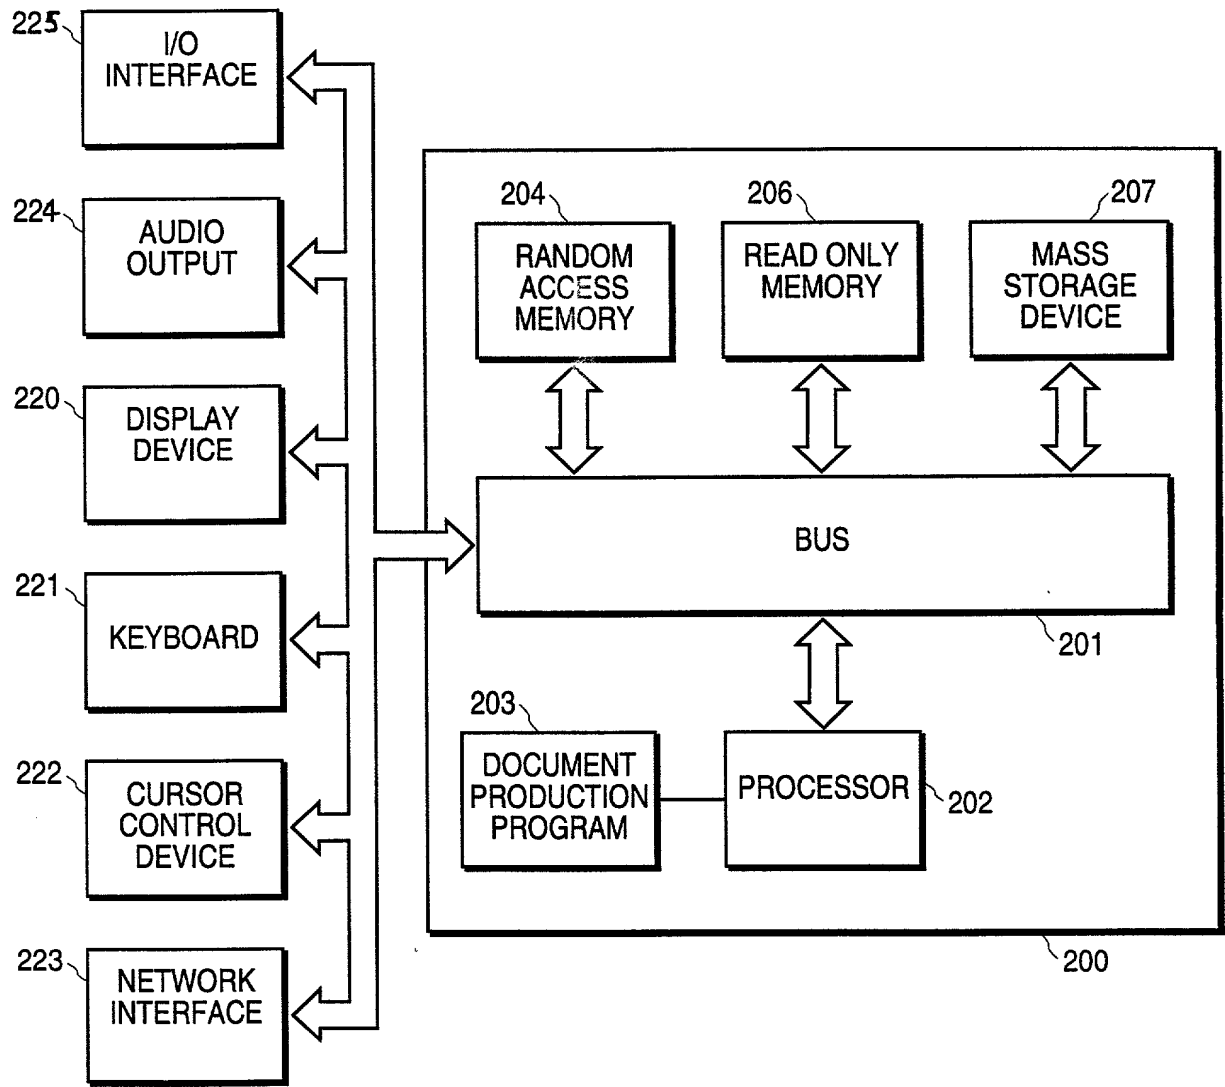 225
I/O
INTERFACE
224
AUDIO
OUTPUT
220
DISPLAY
DEVICE
221
KEYBOARD
222
CURSOR
CONTROL
DEVICE
223
NETWORK
INTERFACE
204
RANDOM
ACCESS
MEMORY
206
READ ONLY
MEMORY
207
MASS
STORAGE
DEVICE
BUS
201
203
DOCUMENT
PRODUCTION
PROGRAM
PROCESSOR
202
200